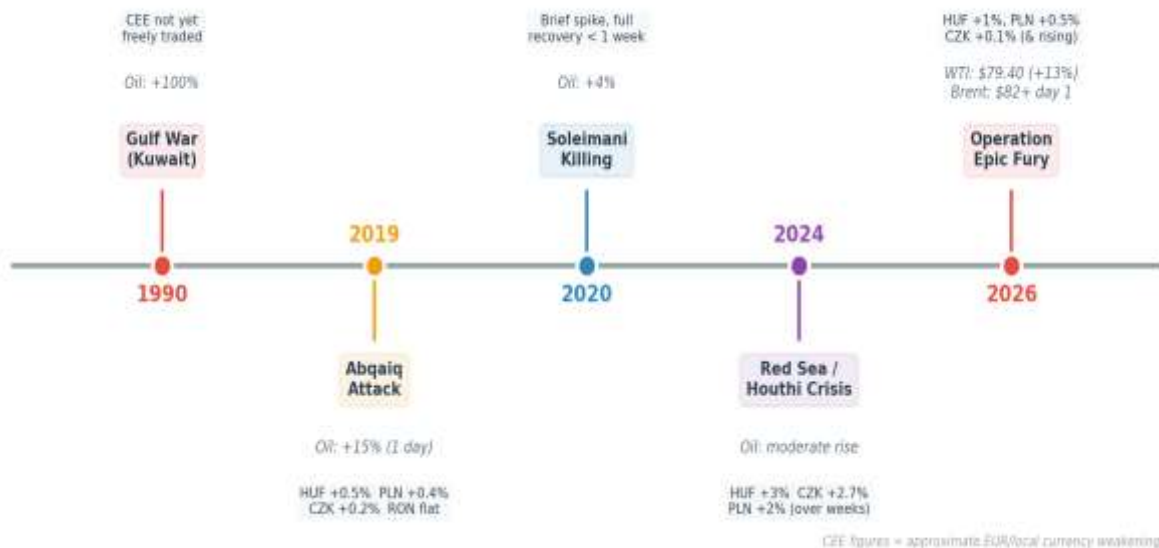 CEE not yet
freely traded
Oil: +100%
Gulf War
(Kuwait)
1990
2019
Abqaiq
Attack
Oil: +15% (1 day)
HUF +0.5% PLN +0.4%
CZK +0.2% RON flat
Brief spike, full
recovery < 1 week
Oil: +4%
Soleimani
Killing
2020
2024
Red Sea /
Houthi Crisis
Oil: moderate rise
HUF +3% CZK +2.7%
PLN +2% (over weeks)
HUF +1%, PLN +0.5%
CZK +0.1% (& rising)
WTI: $79.40 (+13%)
Brent: $82+ day 1
Operation
Epic Fury
2026
CEE figures = approximate EUR/local currency weakening